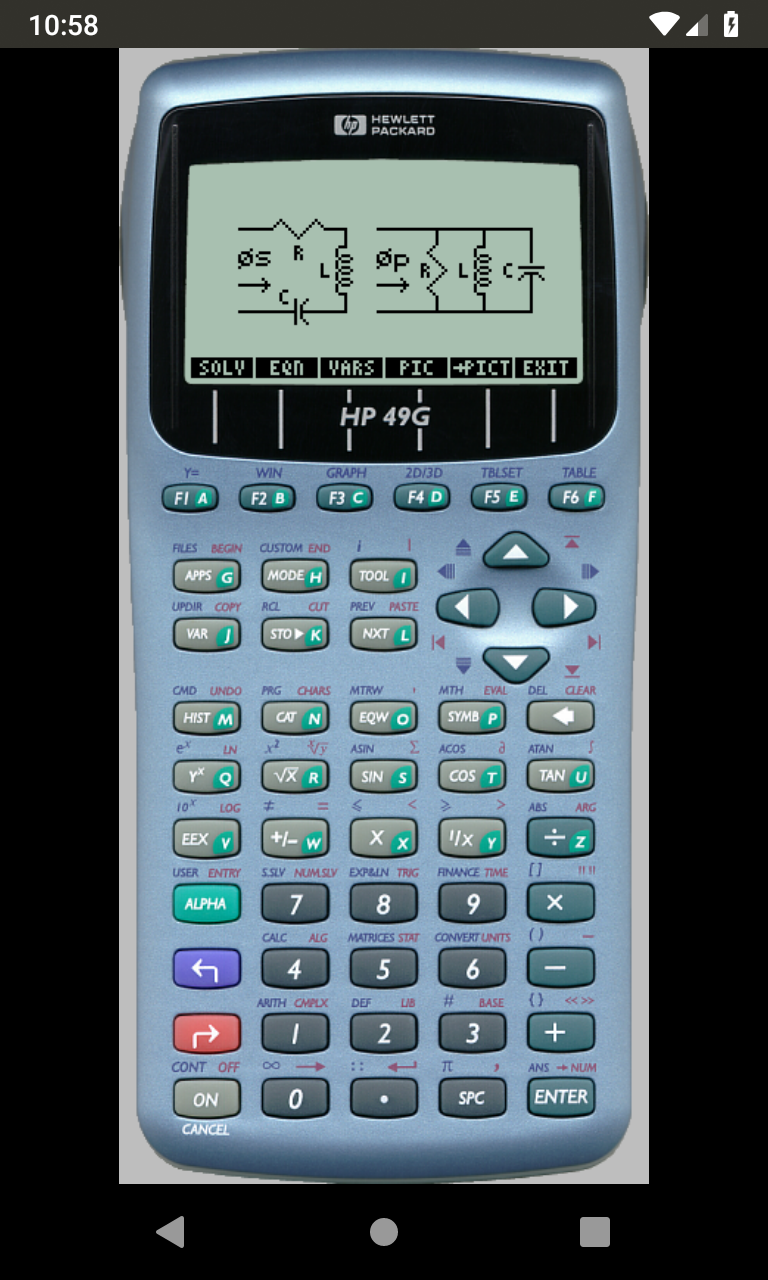 10:58
hp HEWLETT
PACKARD
R
Øs L Øp R L C
C
SOLV EQN VARS PIC →PICT EXIT
HP 49G
Y= WIN GRAPH 2D/3D TBLSET TABLE
F1 A F2 B F3 C F4 D F5 E F6 F
FILES BEGIN CUSTOM END i |
APPS G MODE H TOOL I
UPDIR COPY RCL CUT PREV PASTE
VAR J STO▶ K NXT L
CMD UNDO PRG CHARS MTRW ' MTH EVAL DEL CLEAR
HIST M CAT N EQW O SYMB P
eˣ LN x² ˣ√y ASIN Σ ACOS ∂ ATAN ∫
Yˣ Q √X R SIN S COS T TAN U
10ˣ LOG ≠ = ≤ < ≥ > ABS ARG
EEX V +/− W X X 1/X Y ÷ Z
USER ENTRY S.SLV NUM.SLV EXP&LN TRIG FINANCE TIME [ ] " "
ALPHA 7 8 9 ×
CALC ALG MATRICES STAT CONVERT UNITS ( ) _
4 5 6 −
ARITH CMPLX DEF LIB # BASE { } << >>
1 2 3 +
CONT OFF ∞ → : : ↵ π , ANS →NUM
ON 0 . SPC ENTER
CANCEL